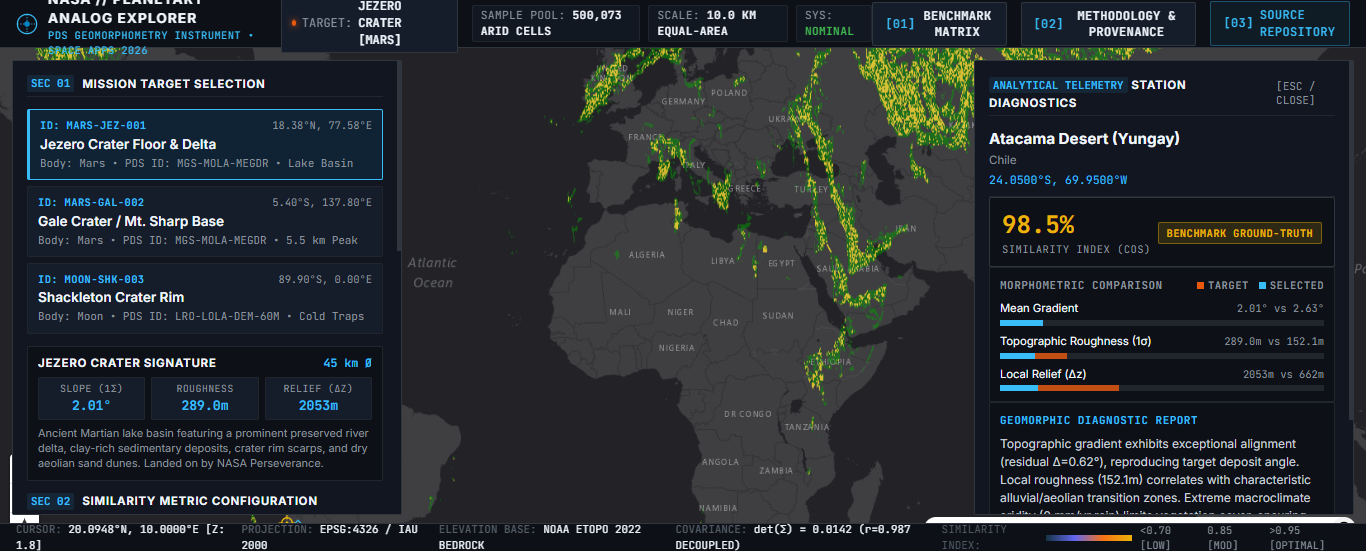 NASA // PLANETARY
ANALOG EXPLORER
PDS GEOMORPHOMETRY INSTRUMENT •
SPACE APPS 2026
TARGET: JEZERO
CRATER
[MARS]
SAMPLE POOL: 500,073
ARID CELLS
SCALE: 10.0 KM
EQUAL-AREA
SYS:
NOMINAL
[01] BENCHMARK
MATRIX
[02] METHODOLOGY &
PROVENANCE
[03] SOURCE
REPOSITORY
SEC 01 MISSION TARGET SELECTION
ID: MARS-JEZ-001 18.38°N, 77.58°E
Jezero Crater Floor & Delta
Body: Mars • PDS ID: MGS-MOLA-MEGDR • Lake Basin
ID: MARS-GAL-002 5.40°S, 137.80°E
Gale Crater / Mt. Sharp Base
Body: Mars • PDS ID: MGS-MOLA-MEGDR • 5.5 km Peak
ID: MOON-SHK-003 89.90°S, 0.00°E
Shackleton Crater Rim
Body: Moon • PDS ID: LRO-LOLA-DEM-60M • Cold Traps
JEZERO CRATER SIGNATURE 45 km Ø
SLOPE (1Σ)
2.01°
ROUGHNESS
289.0m
RELIEF (ΔZ)
2053m
Ancient Martian lake basin featuring a prominent preserved river
delta, clay-rich sedimentary deposits, crater rim scarps, and dry
aeolian sand dunes. Landed on by NASA Perseverance.
SEC 02 SIMILARITY METRIC CONFIGURATION
GERMANY
POLAND
FRANCE
ITALY
GREECE
TURKEY
IRAN
Atlantic
Ocean
ALGERIA
LIBYA
EGYPT
MALI
NIGER
CHAD
SUDAN
NIGERIA
ETHIOPIA
DR CONGO
TANZANIA
ANGOLA
ZAMBIA
NAMIBIA
ANALYTICAL TELEMETRY STATION
DIAGNOSTICS
[ESC /
CLOSE]
Atacama Desert (Yungay)
Chile
24.0500°S, 69.9500°W
98.5%
SIMILARITY INDEX (COS)
BENCHMARK GROUND-TRUTH
MORPHOMETRIC COMPARISON TARGET SELECTED
Mean Gradient 2.01° vs 2.63°
Topographic Roughness (1σ) 289.0m vs 152.1m
Local Relief (Δz) 2053m vs 662m
GEOMORPHIC DIAGNOSTIC REPORT
Topographic gradient exhibits exceptional alignment
(residual Δ=0.62°), reproducing target deposit angle.
Local roughness (152.1m) correlates with characteristic
alluvial/aeolian transition zones. Extreme macroclimate
CURSOR: 20.0948°N, 10.0000°E [Z:
1.8]
PROJECTION: EPSG:4326 / IAU
2000
ELEVATION BASE: NOAA ETOPO 2022
BEDROCK
COVARIANCE: det(Σ) = 0.0142 (r=0.987
DECOUPLED)
SIMILARITY
INDEX:
<0.70
[LOW]
0.85
[MOD]
>0.95
[OPTIMAL]